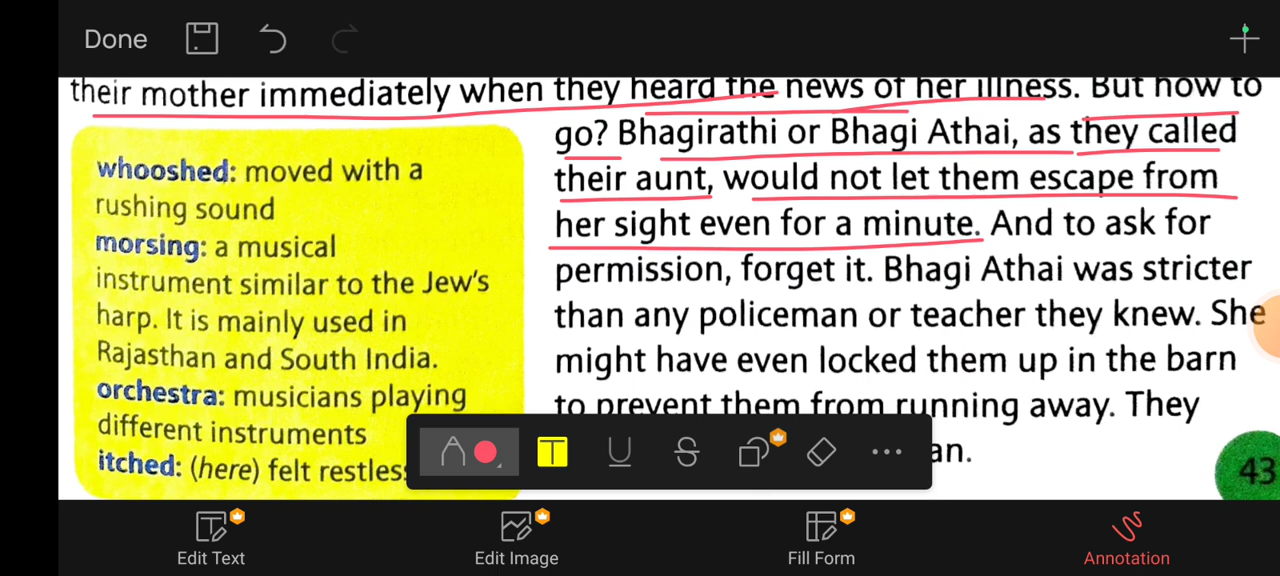 Done
their mother immediately when they heard the news of her illness. But how to
whooshed: moved with a
rushing sound
morsing: a musical
instrument similar to the Jew's
harp. It is mainly used in
Rajasthan and South India.
orchestra: musicians playing
different instruments
itched: (here) felt restless
go? Bhagirathi or Bhagi Athai, as they called
their aunt, would not let them escape from
her sight even for a minute. And to ask for
permission, forget it. Bhagi Athai was stricter
than any policeman or teacher they knew. She
might have even locked them up in the barn
to prevent them from running away. They
an.
43
Edit Text
Edit Image
Fill Form
Annotation